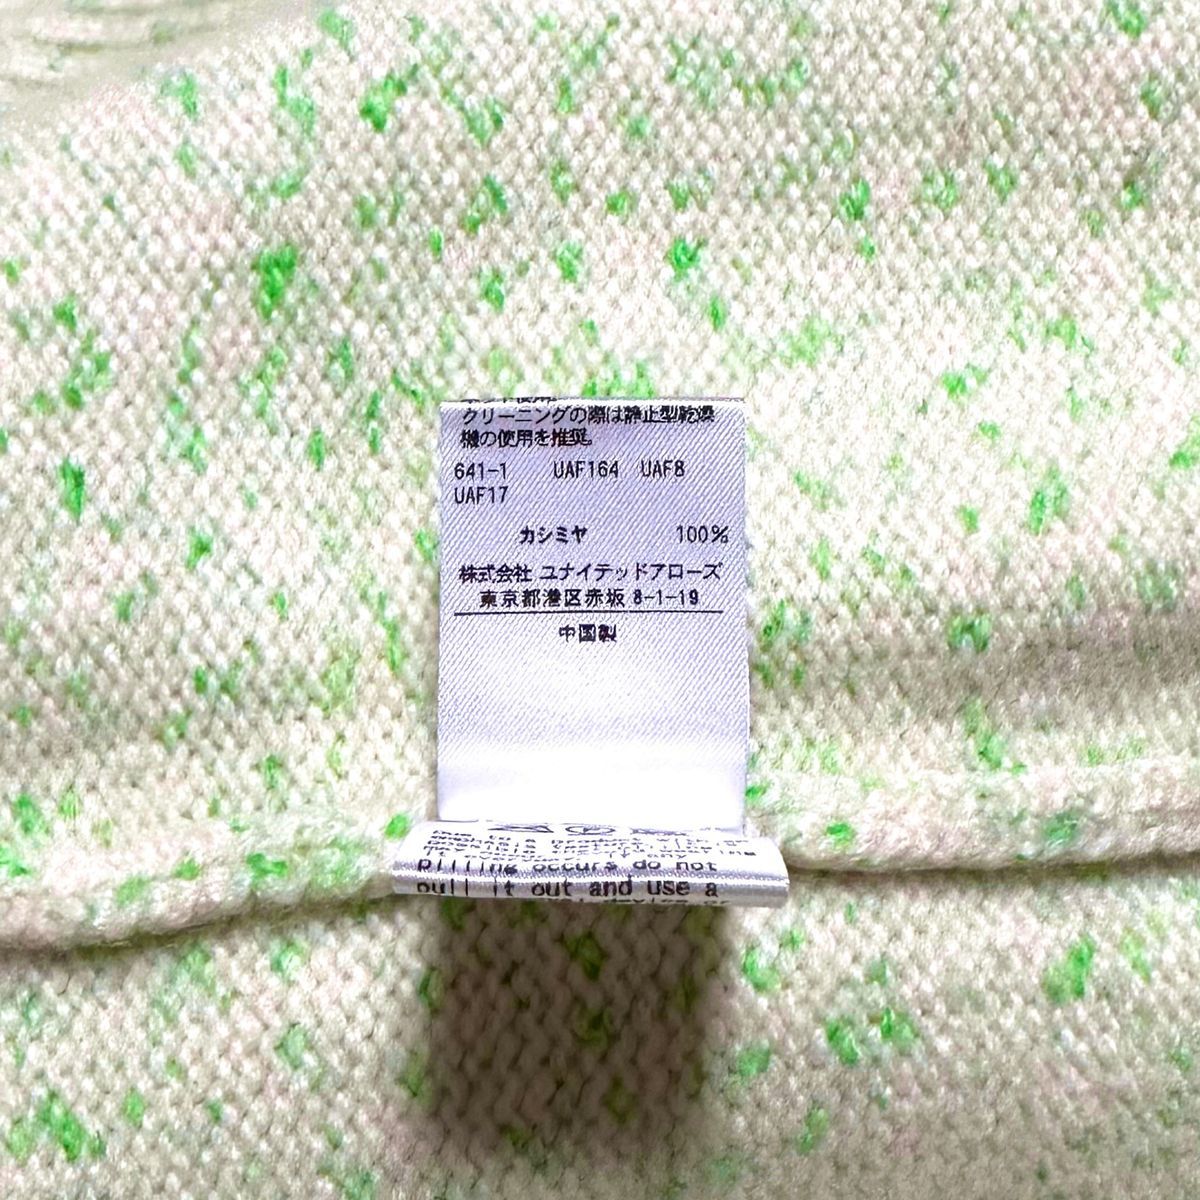 クリーニングの際は静止型乾燥
機の使用を推奨。
641-1 UAF164 UAF8
UAF17
カシミヤ 100%
株式会社 ユナイテッドアローズ
東京都港区赤坂 8-1-19
中国製
Due to
pilling occurs do not
pull it out and use a